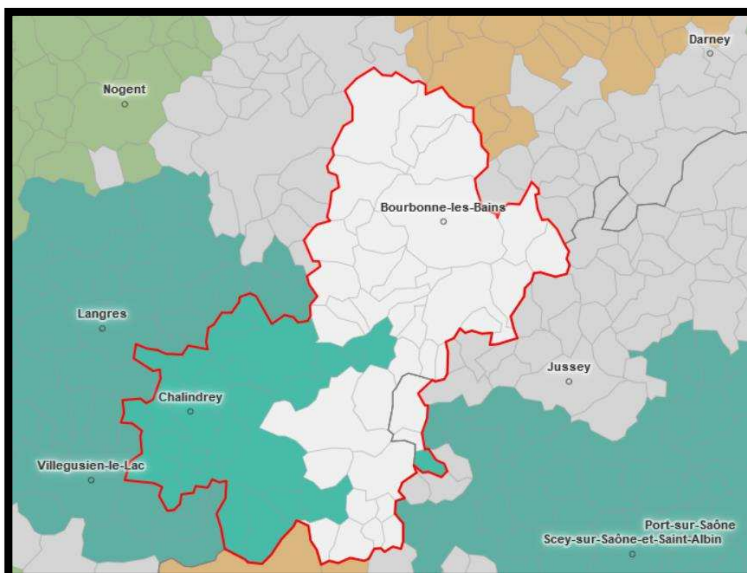 Darney
Nogent
Bourbonne-les-Bains
Langres
Jussey
Chalindrey
Villegusien-le-Lac
Port-sur-Saône
Scey-sur-Saône-et-Saint-Albin